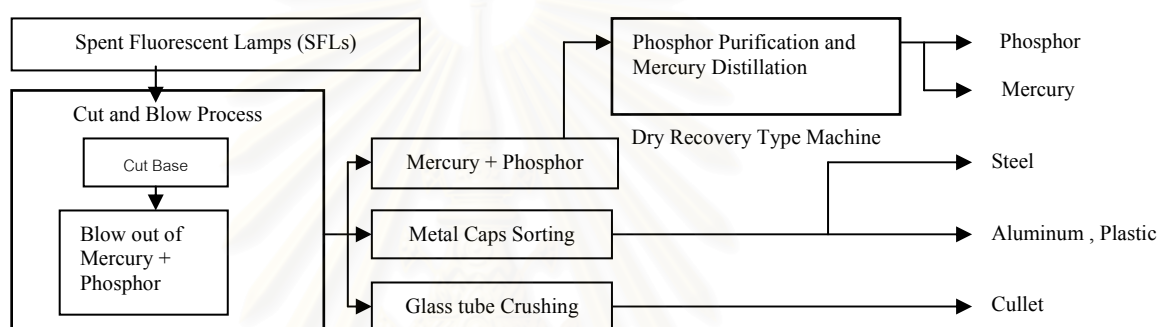 Spent Fluorescent Lamps (SFLs)
Cut and Blow Process
Cut Base
Blow out of
Mercury +
Phosphor
Mercury + Phosphor
Metal Caps Sorting
Glass tube Crushing
Phosphor Purification and
Mercury Distillation
Dry Recovery Type Machine
Phosphor
Mercury
Steel
Aluminum , Plastic
Cullet